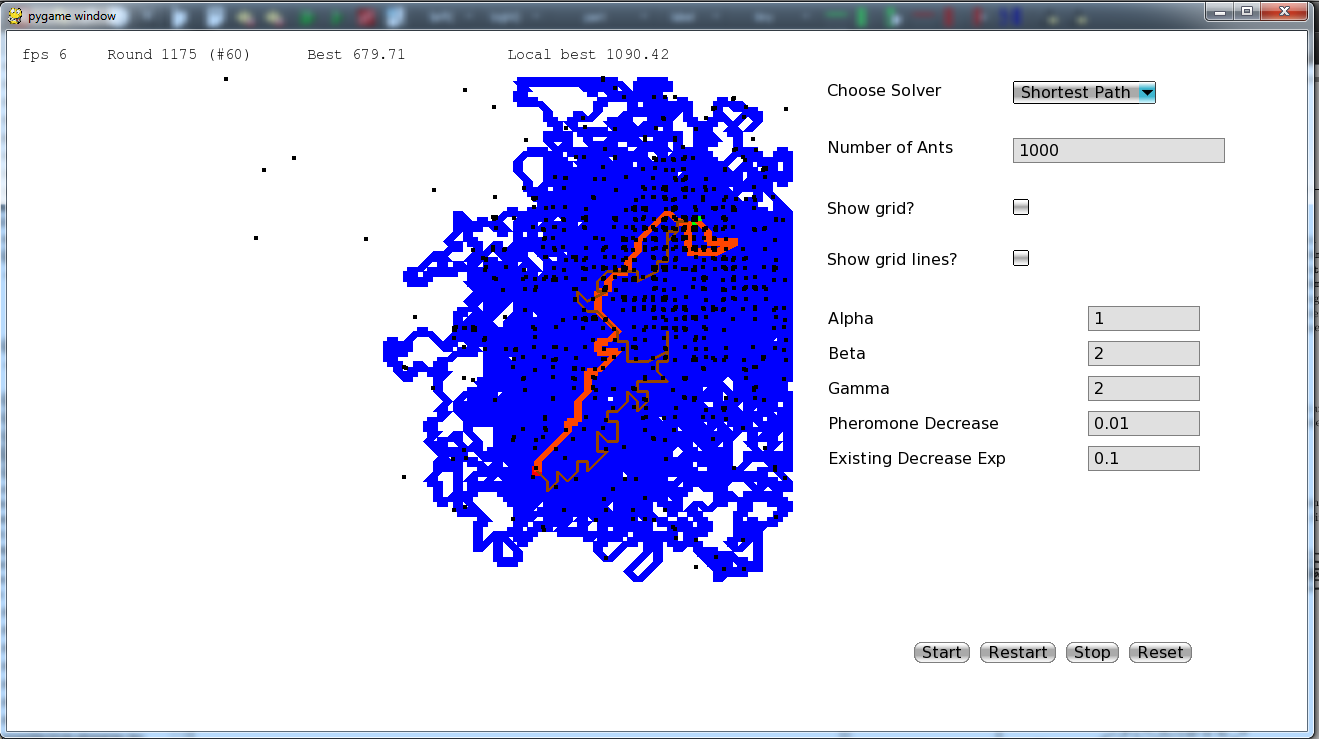 pygame window
fps 6 Round 1175 (#60) Best 679.71 Local best 1090.42
Choose Solver Shortest Path
Number of Ants 1000
Show grid?
Show grid lines?
Alpha 1
Beta 2
Gamma 2
Pheromone Decrease 0.01
Existing Decrease Exp 0.1
Start Restart Stop Reset